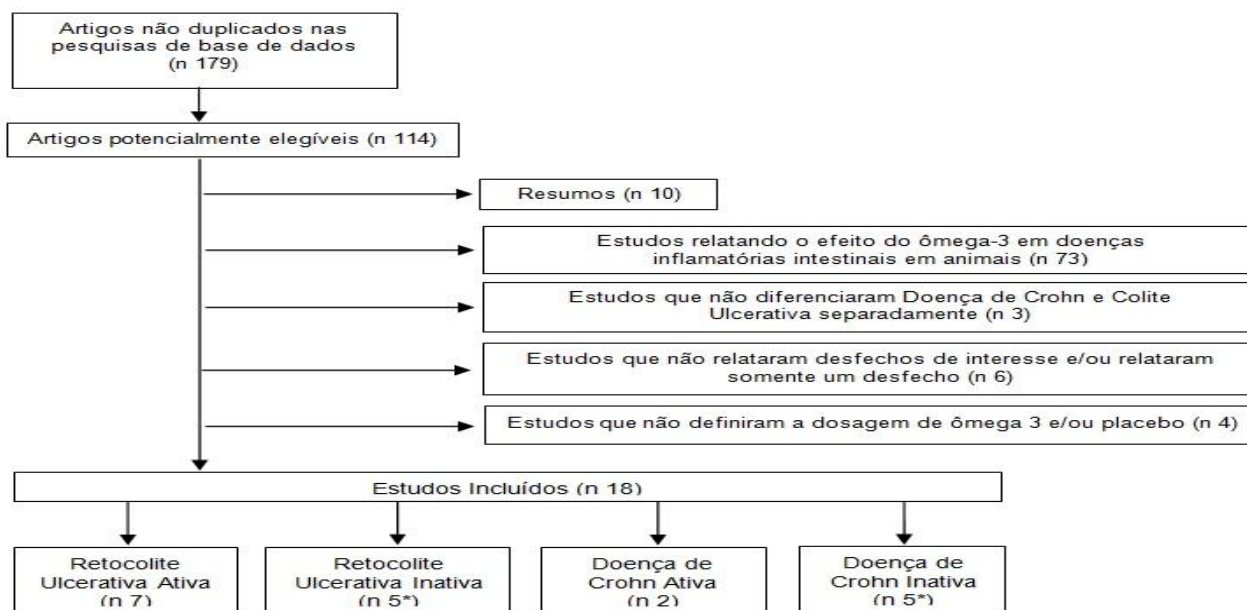 Artigos não duplicados nas
pesquisas de base de dados
(n 179)
Artigos potencialmente elegíveis (n 114)
Resumos (n 10)
Estudos relatando o efeito do ômega-3 em doenças
inflamatórias intestinais em animais (n 73)
Estudos que não diferenciaram Doença de Crohn e Colite
Ulcerativa separadamente (n 3)
Estudos que não relataram desfechos de interesse e/ou relataram
somente um desfecho (n 6)
Estudos que não definiram a dosagem de ômega 3 e/ou placebo (n 4)
Estudos Incluídos (n 18)
Retocolite
Ulcerativa Ativa
(n 7)
Retocolite
Ulcerativa Inativa
(n 5*)
Doença de
Crohn Ativa
(n 2)
Doença de
Crohn Inativa
(n 5*)